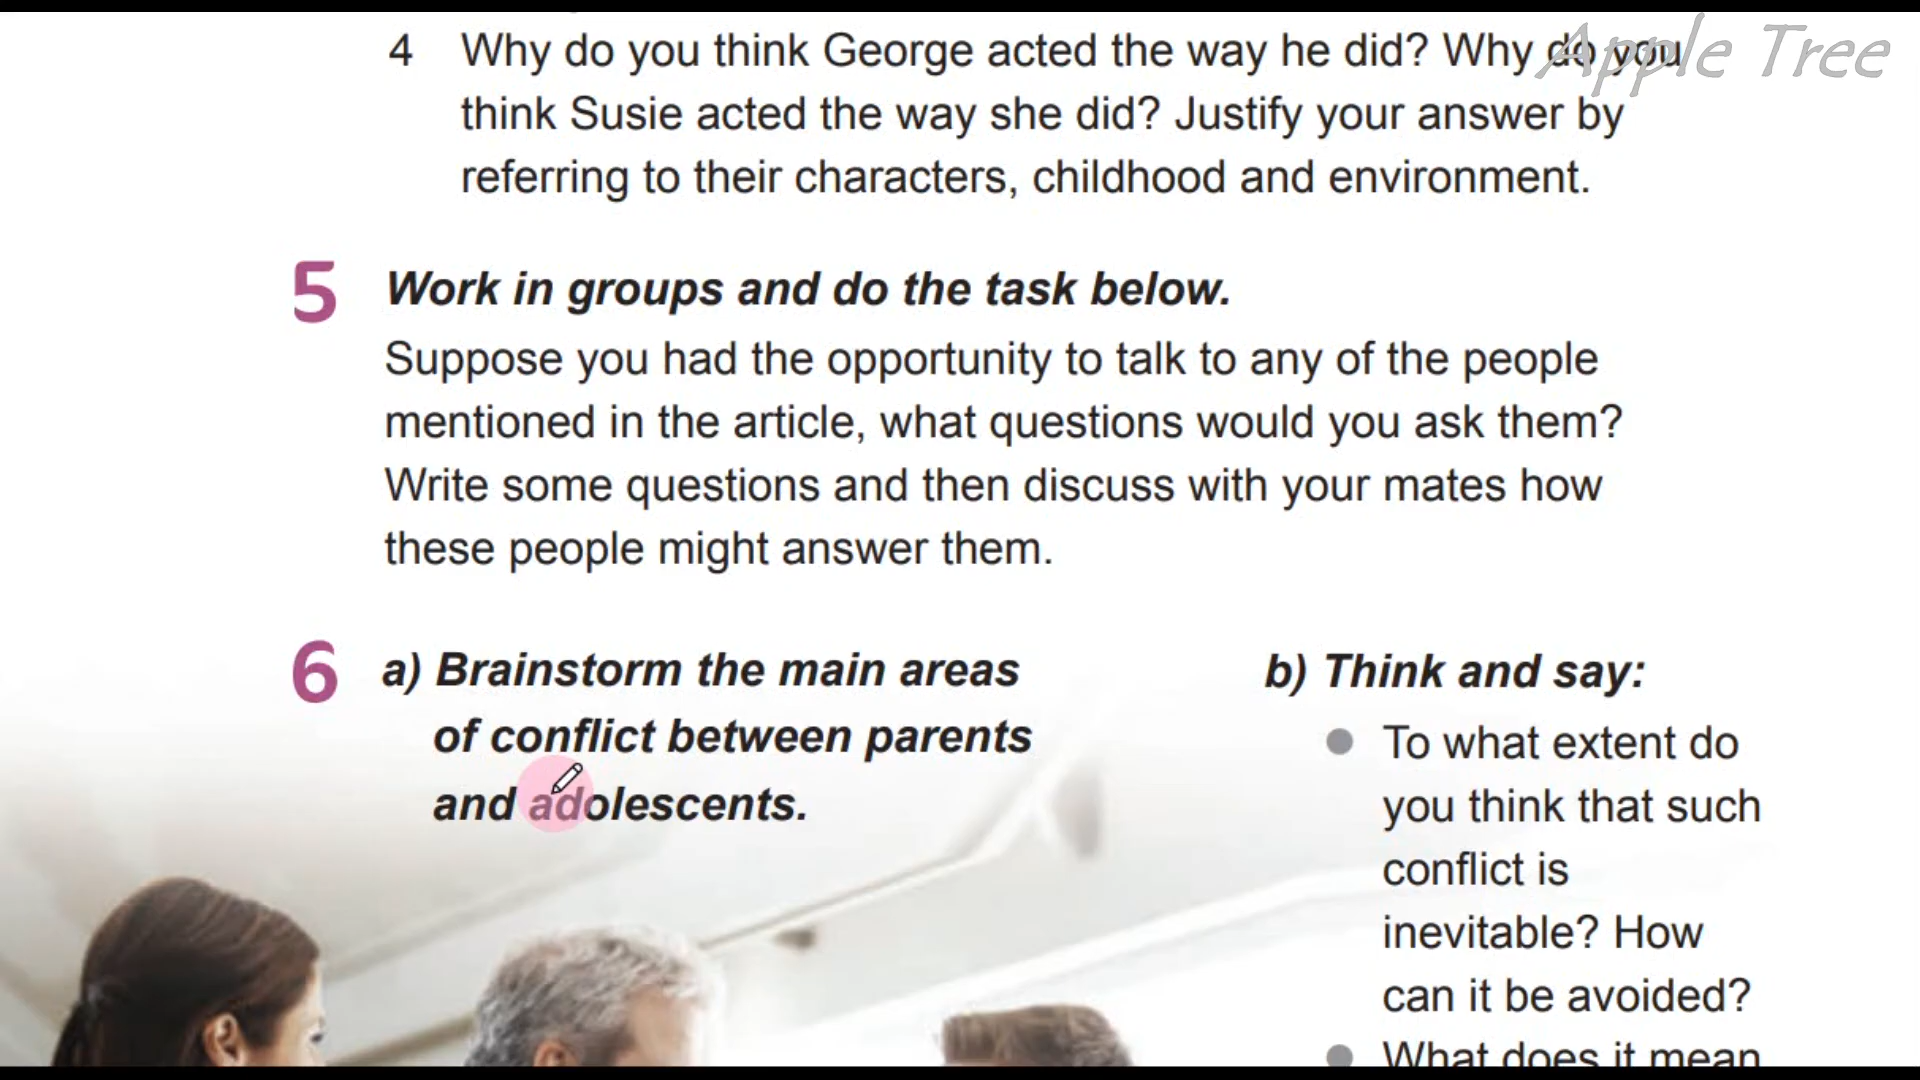 Apple Tree
4 Why do you think George acted the way he did? Why do you
think Susie acted the way she did? Justify your answer by
referring to their characters, childhood and environment.
5 Work in groups and do the task below.
Suppose you had the opportunity to talk to any of the people
mentioned in the article, what questions would you ask them?
Write some questions and then discuss with your mates how
these people might answer them.
6 a) Brainstorm the main areas
of conflict between parents
and adolescents.
b) Think and say:
To what extent do
you think that such
conflict is
inevitable? How
can it be avoided?
What does it mean